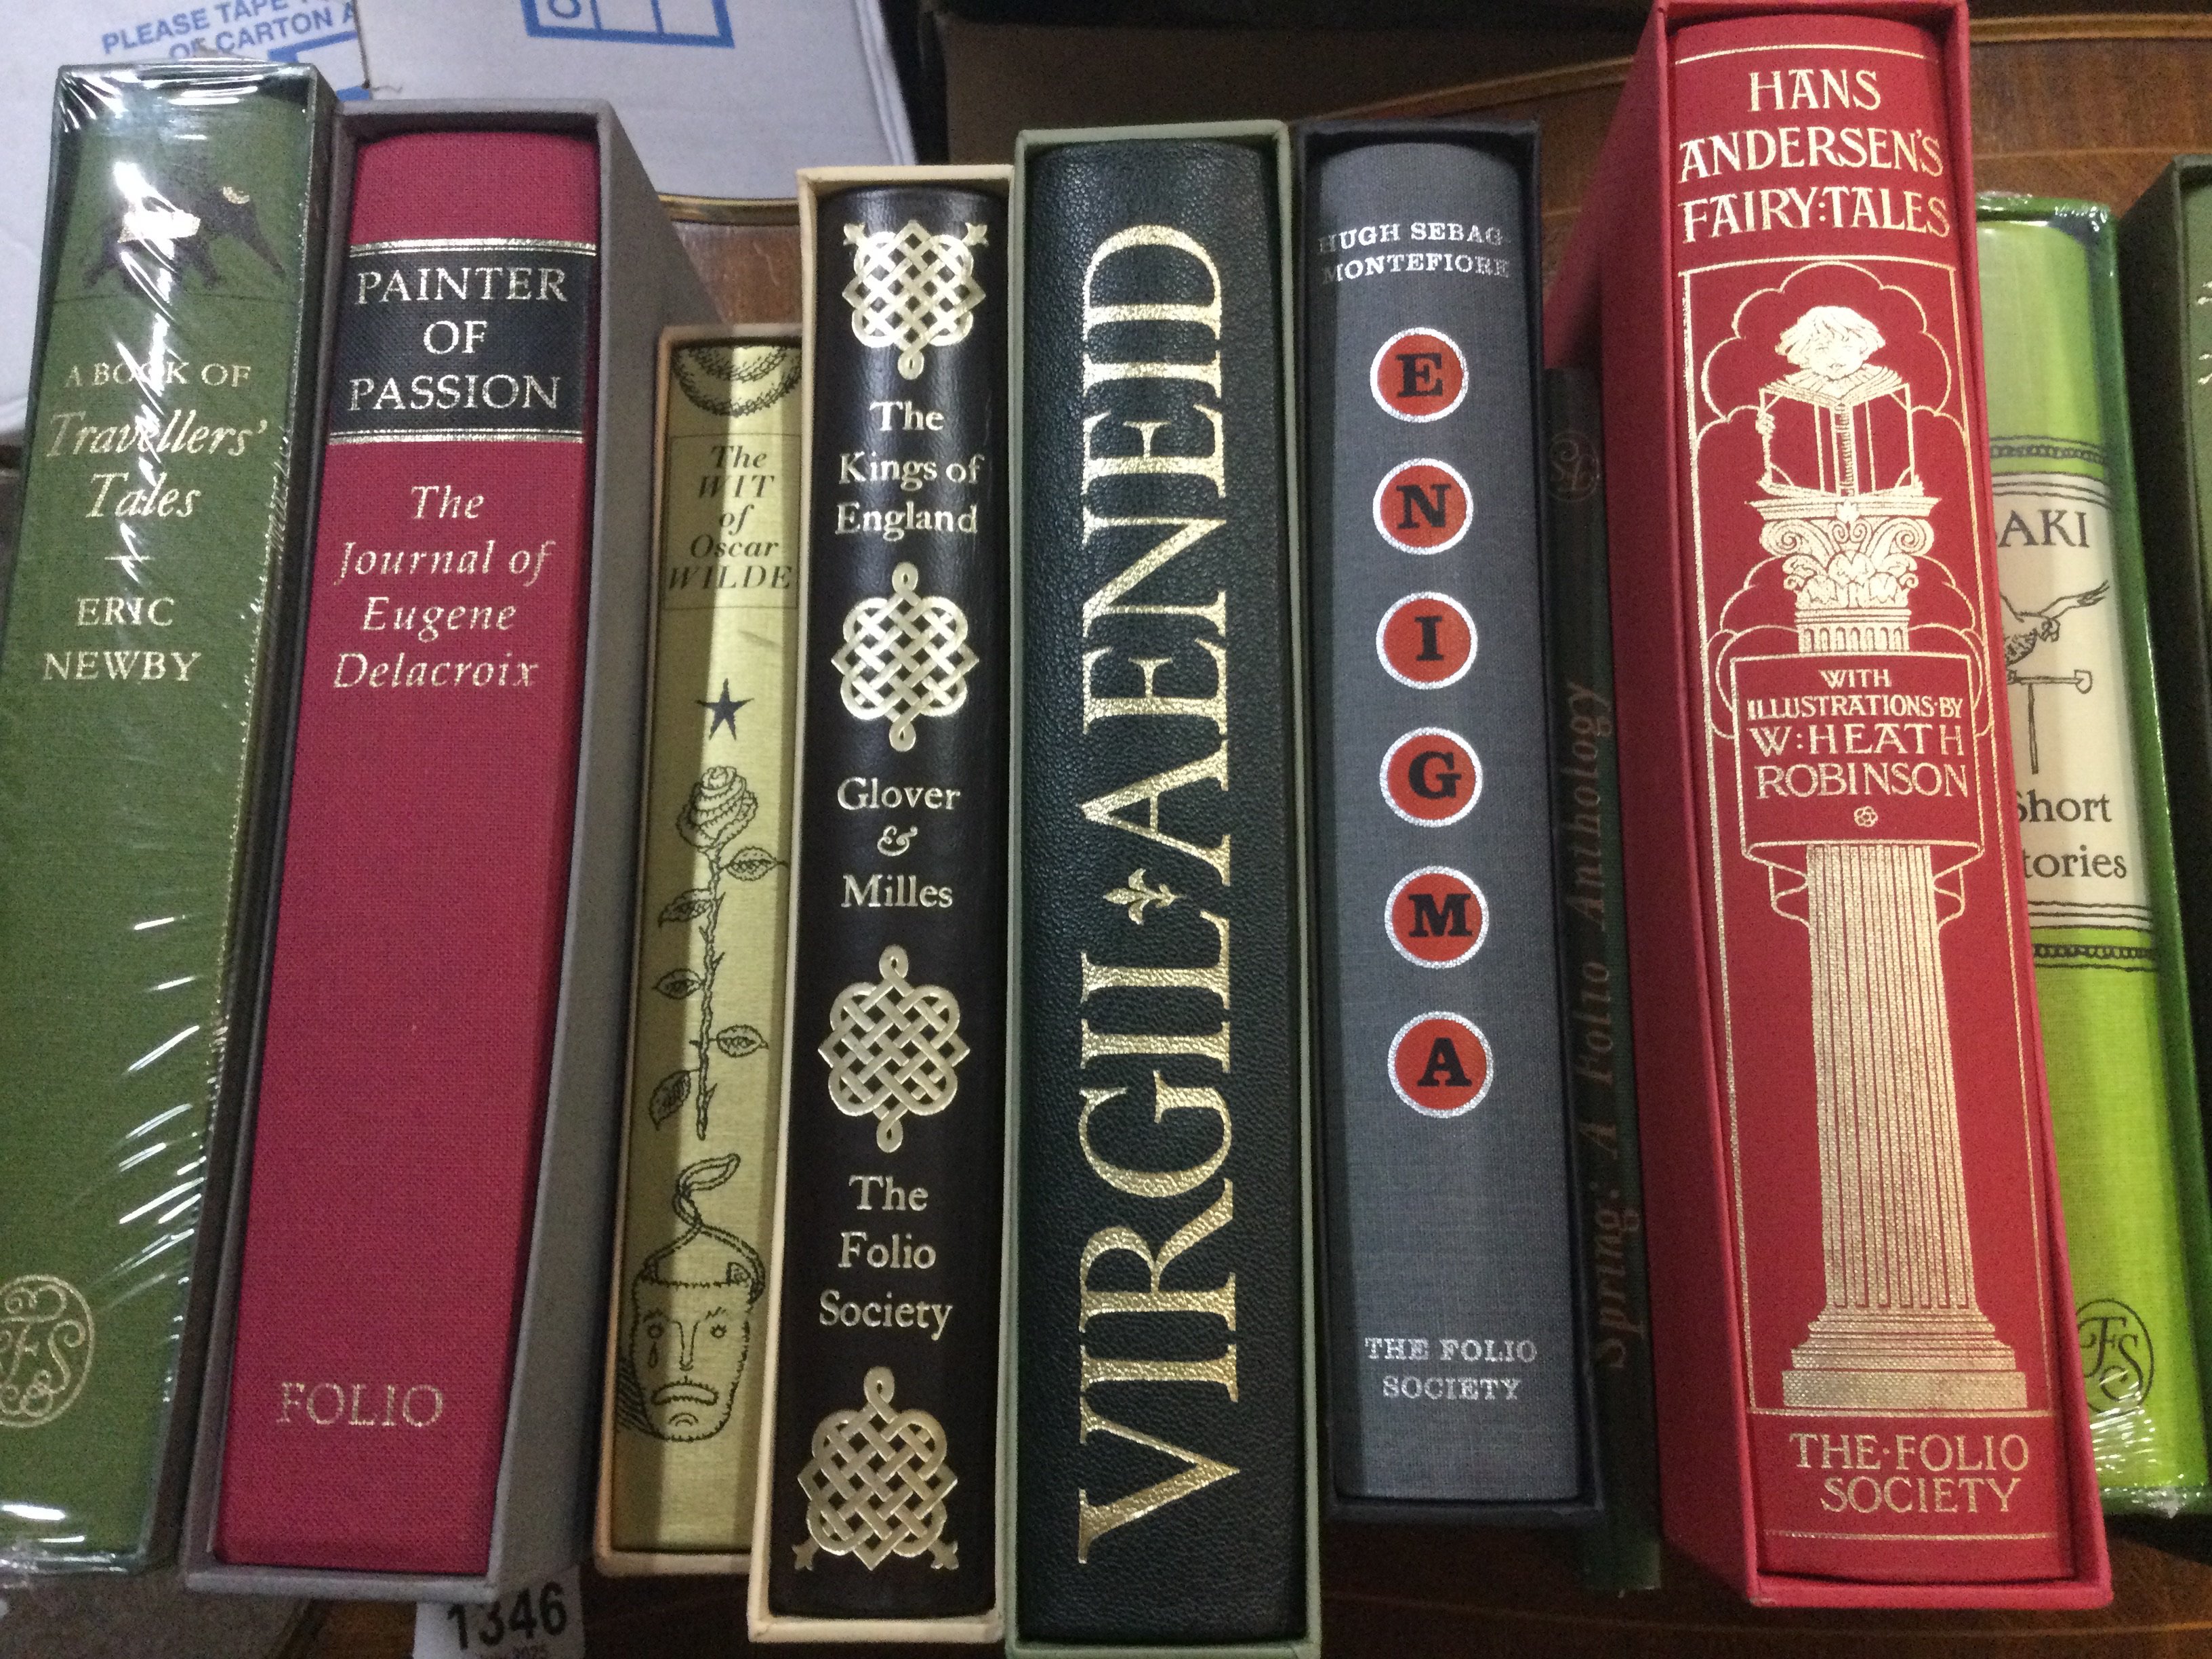 PLEASE TAPE
OF CARTON
A BOOK OF
Travellers'
Tales
ERIC
NEWBY
FS
PAINTER
OF
PASSION
The
Journal of
Eugene
Delacroix
FOLIO
1346
The
WIT
of
Oscar
WILDE
The
Kings of
England
Glover
&
Milles
The
Folio
Society
VIRGIL AENEID
HUGH SEBAG-
MONTEFIORE
E
N
I
G
M
A
THE FOLIO
SOCIETY
Spring: A Folio Anthology
HANS
ANDERSEN'S
FAIRY:TALES
WITH
ILLUSTRATIONS·BY
W:HEATH
ROBINSON
THE·FOLIO
SOCIETY
AKI
Short
tories
FS